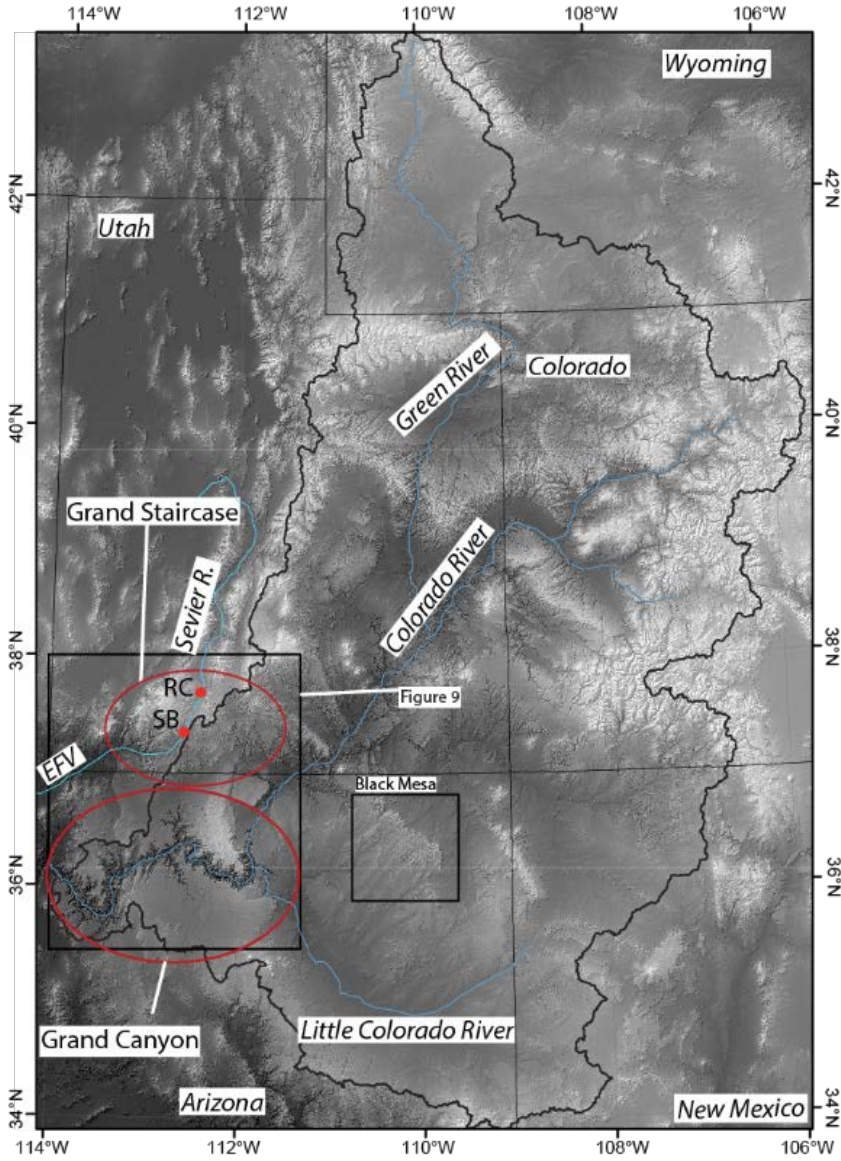 114°W 112°W 110°W 108°W 106°W
Wyoming
42°N
42°N
Utah
Green River
Colorado
40°N
40°N
Grand Staircase
Colorado River
Sevier R.
38°N
38°N
RC
Figure 9
SB
EFV
Black Mesa
36°N
36°N
Grand Canyon
Little Colorado River
Arizona
New Mexico
34°N
34°N
114°W 112°W 110°W 108°W 106°W